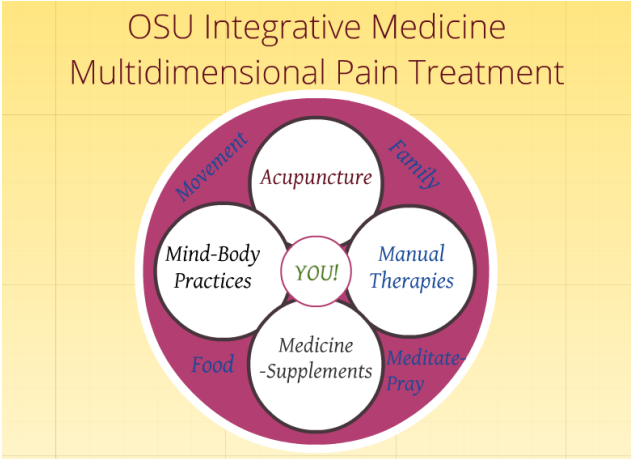 OSU Integrative Medicine
Multidimensional Pain Treatment
Movement
Family
Acupuncture
Mind-Body
Practices
YOU!
Manual
Therapies
Food
Medicine
-Supplements
Meditate-
Pray